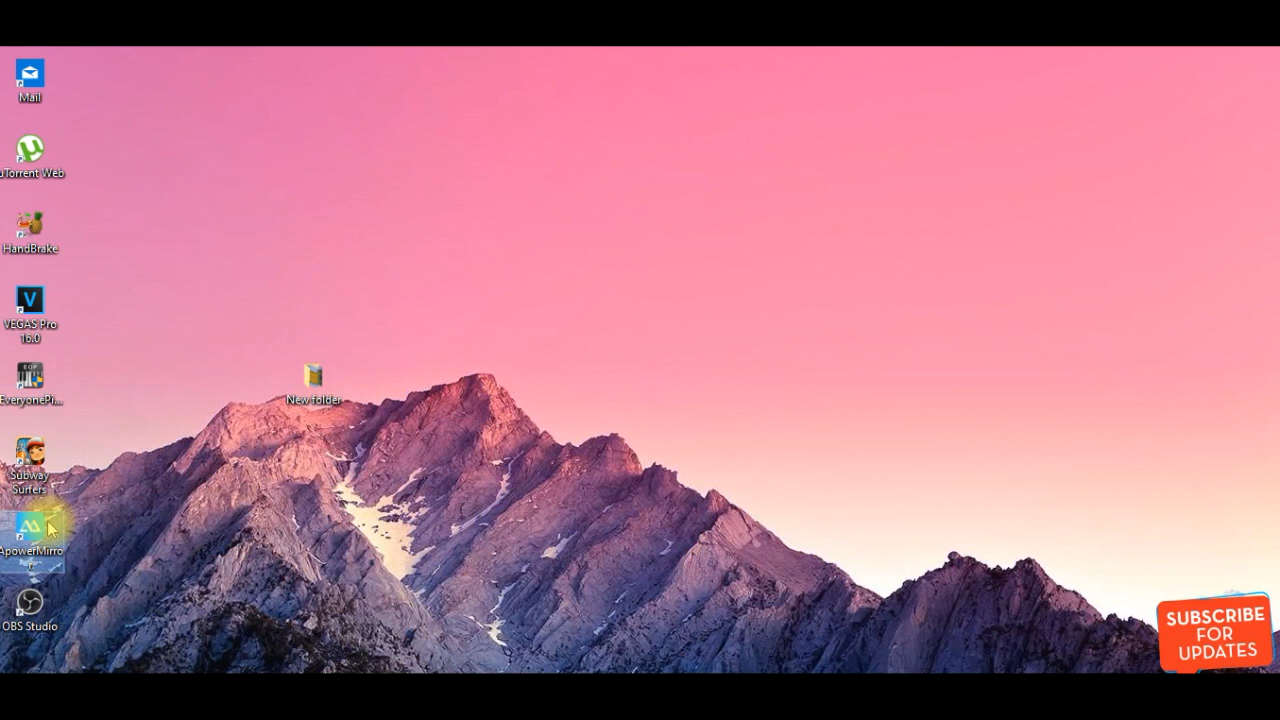 Mail
uTorrent Web
HandBrake
VEGAS Pro
16.0
EveryonePi...
Subway
Surfers
ApowerMirro
r
OBS Studio
New folder
SUBSCRIBE
FOR
UPDATES